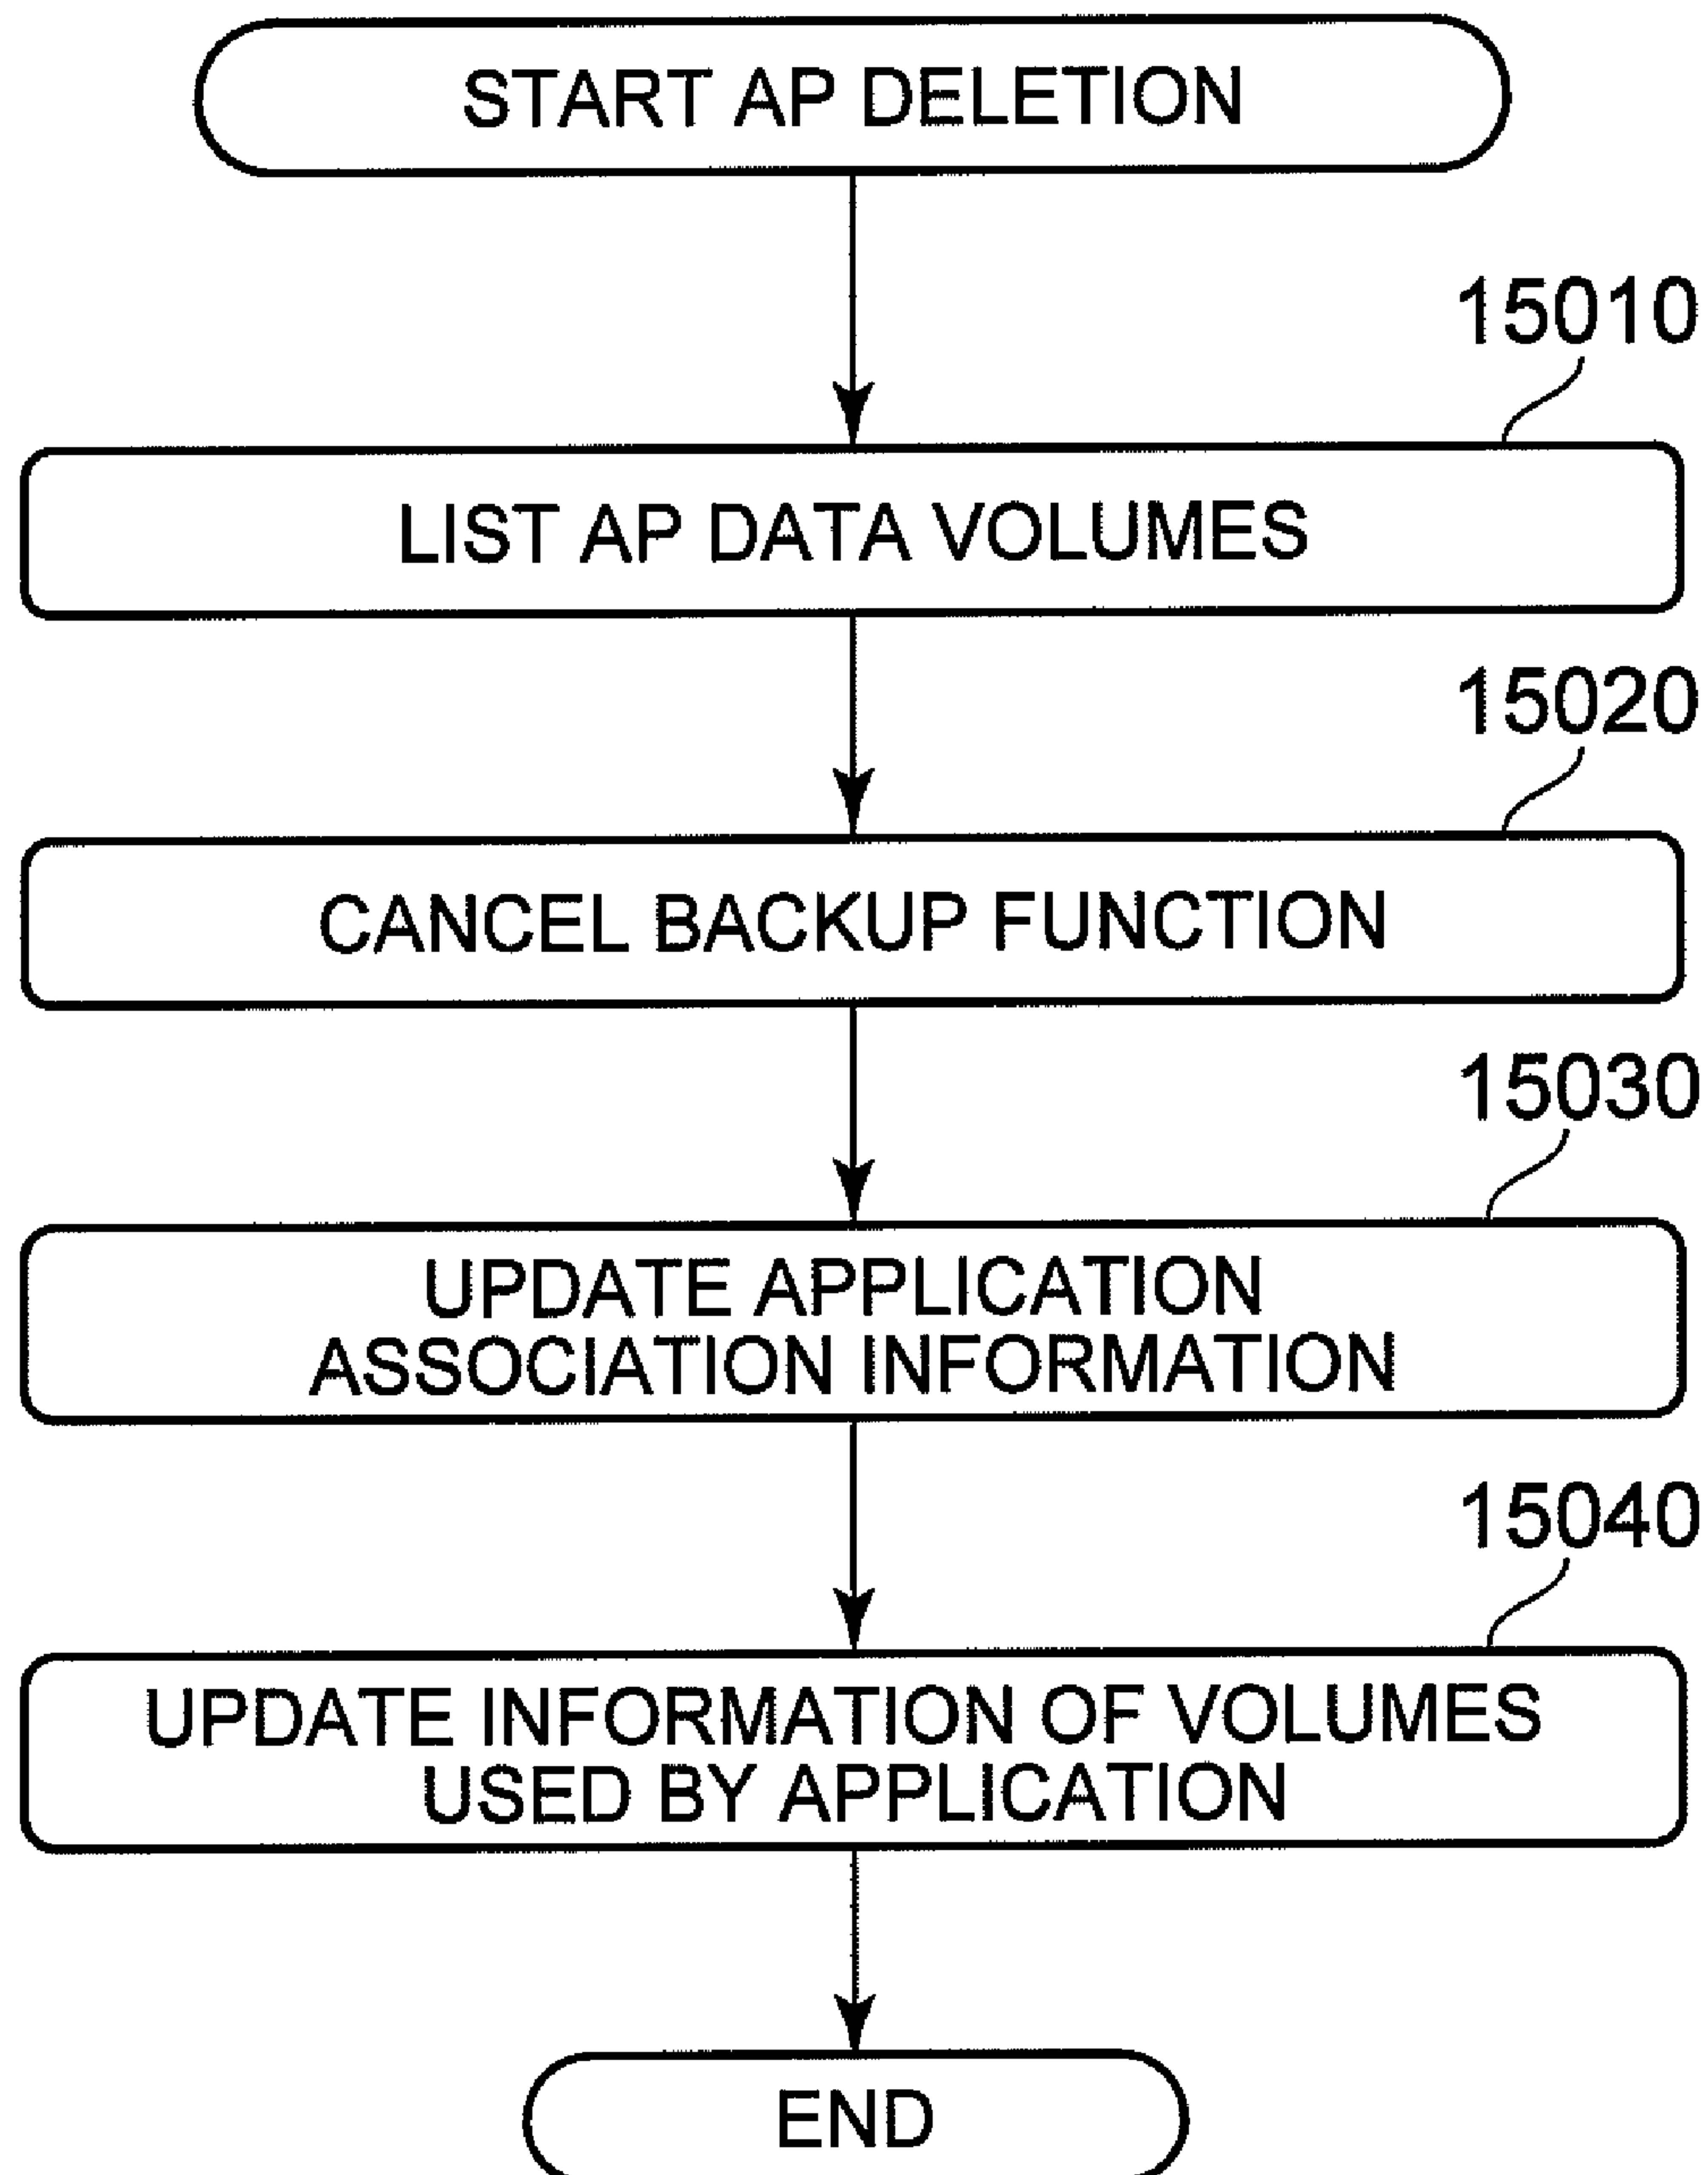 START AP DELETION
15010
LIST AP DATA VOLUMES
15020
CANCEL BACKUP FUNCTION
15030
UPDATE APPLICATION
ASSOCIATION INFORMATION
15040
UPDATE INFORMATION OF VOLUMES
USED BY APPLICATION
END